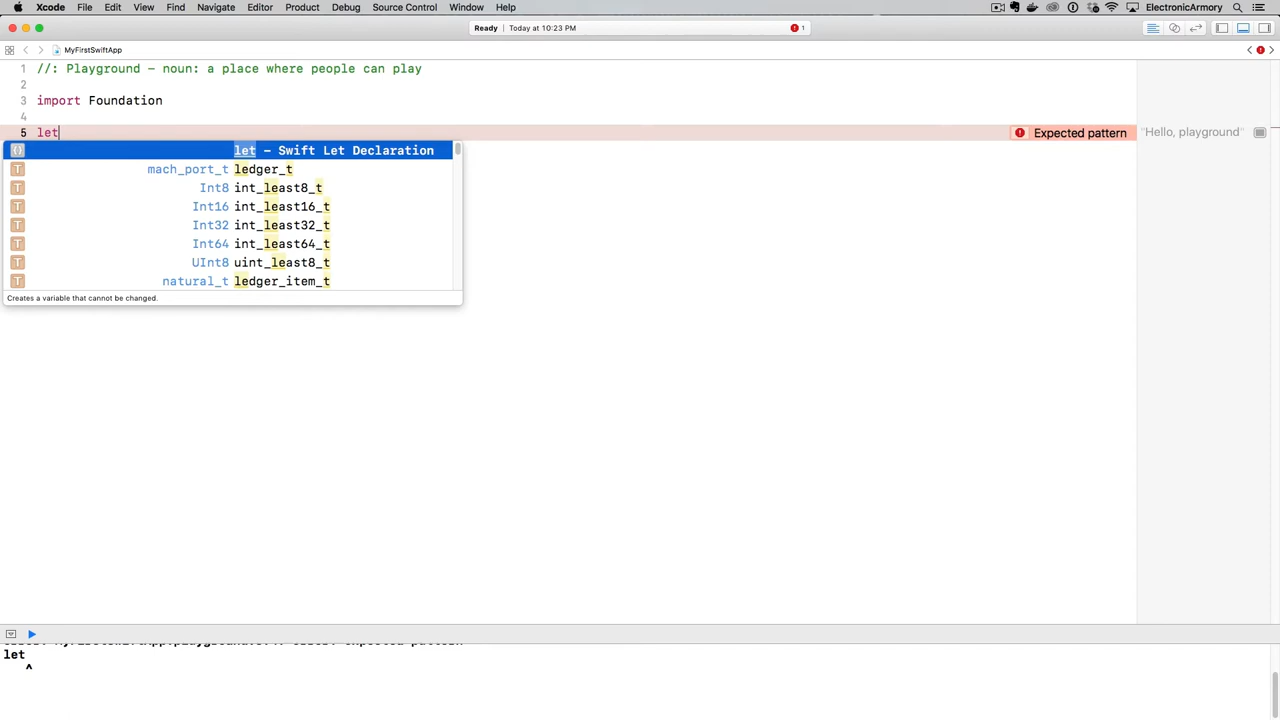 Xcode File Edit View Find Navigate Editor Product Debug Source Control Window Help ElectronicArmory
Ready Today at 10:23 PM 1
MyFirstSwiftApp
1 //: Playground – noun: a place where people can play
2
3 import Foundation
4
5 let Expected pattern "Hello, playground"
let – Swift Let Declaration
T mach_port_t ledger_t
T Int8 int_least8_t
T Int16 int_least16_t
T Int32 int_least32_t
T Int64 int_least64_t
T UInt8 uint_least8_t
T natural_t ledger_item_t
Creates a variable that cannot be changed.
let
^